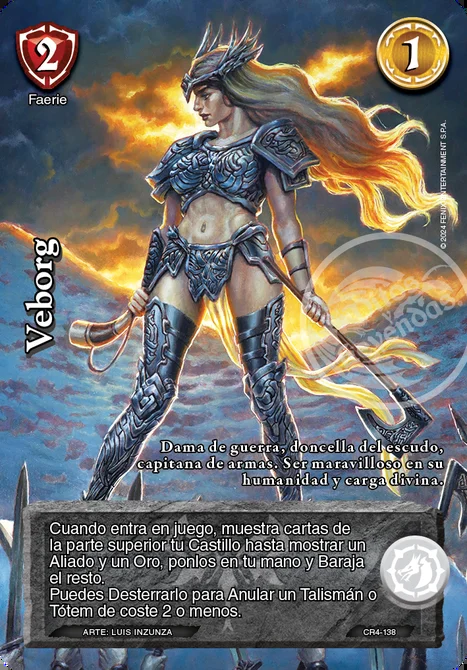 2
1
Faerie
© 2024 FENIX ENTERTAINMENT S.P.A.
Veborg
Dama de guerra, doncella del escudo,
capitana de armas. Ser maravilloso en su
humanidad y carga divina.
Cuando entra en juego, muestra cartas de
la parte superior tu Castillo hasta mostrar un
Aliado y un Oro, ponlos en tu mano y Baraja
el resto.
Puedes Desterrarlo para Anular un Talismán o
Tótem de coste 2 o menos.
ARTE: LUIS INZUNZA
CR4-138